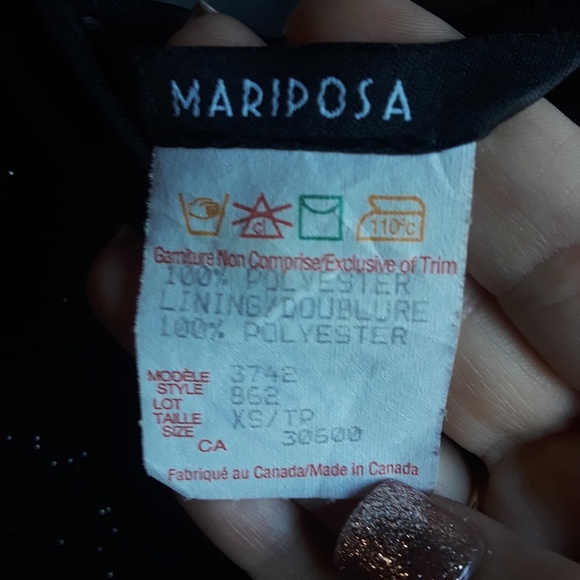 MARIPOSA
cl
110°c
Garniture Non Comprise/Exclusive of Trim
100% POLYESTER
LINING/DOUBLURE
100% POLYESTER
MODÈLE STYLE 3742
LOT 862
TAILLE SIZE XS/TP
CA 30600
Fabriqué au Canada/Made in Canada